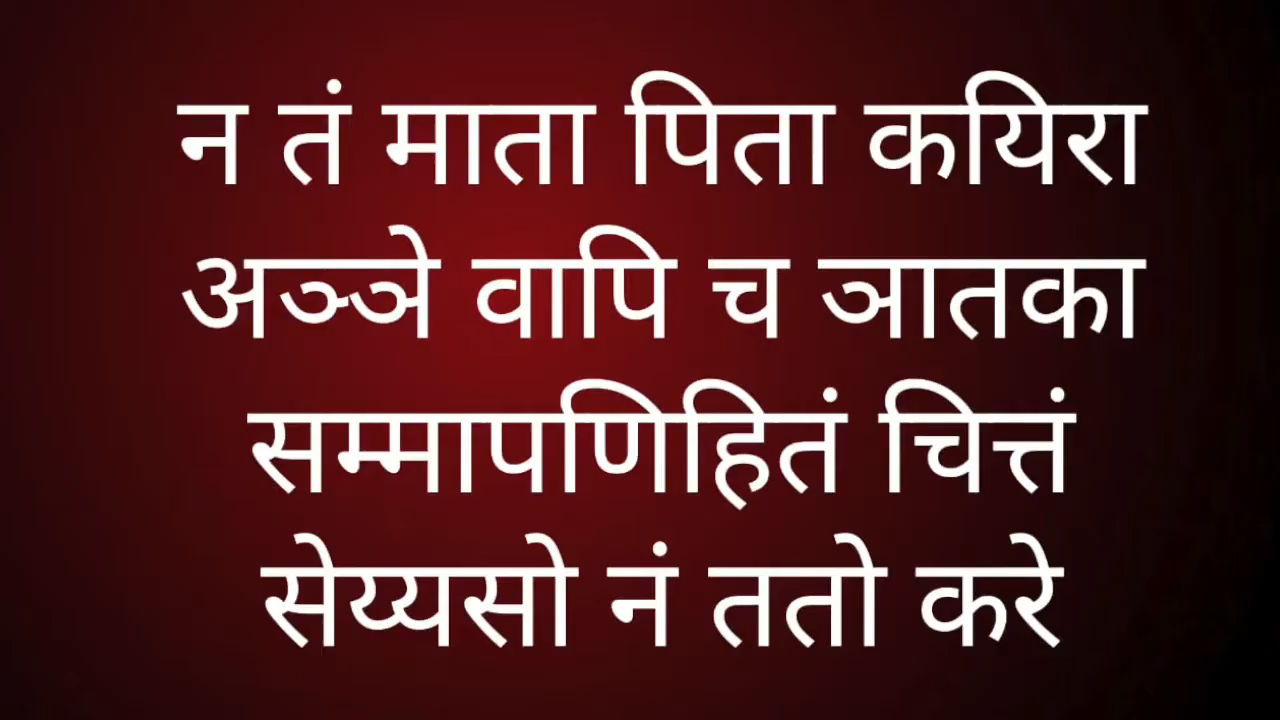 न तं माता पिता कयिरा
अञ्ञे वापि च ञातका
सम्मापणिहितं चित्तं
सेय्यसो नं ततो करे